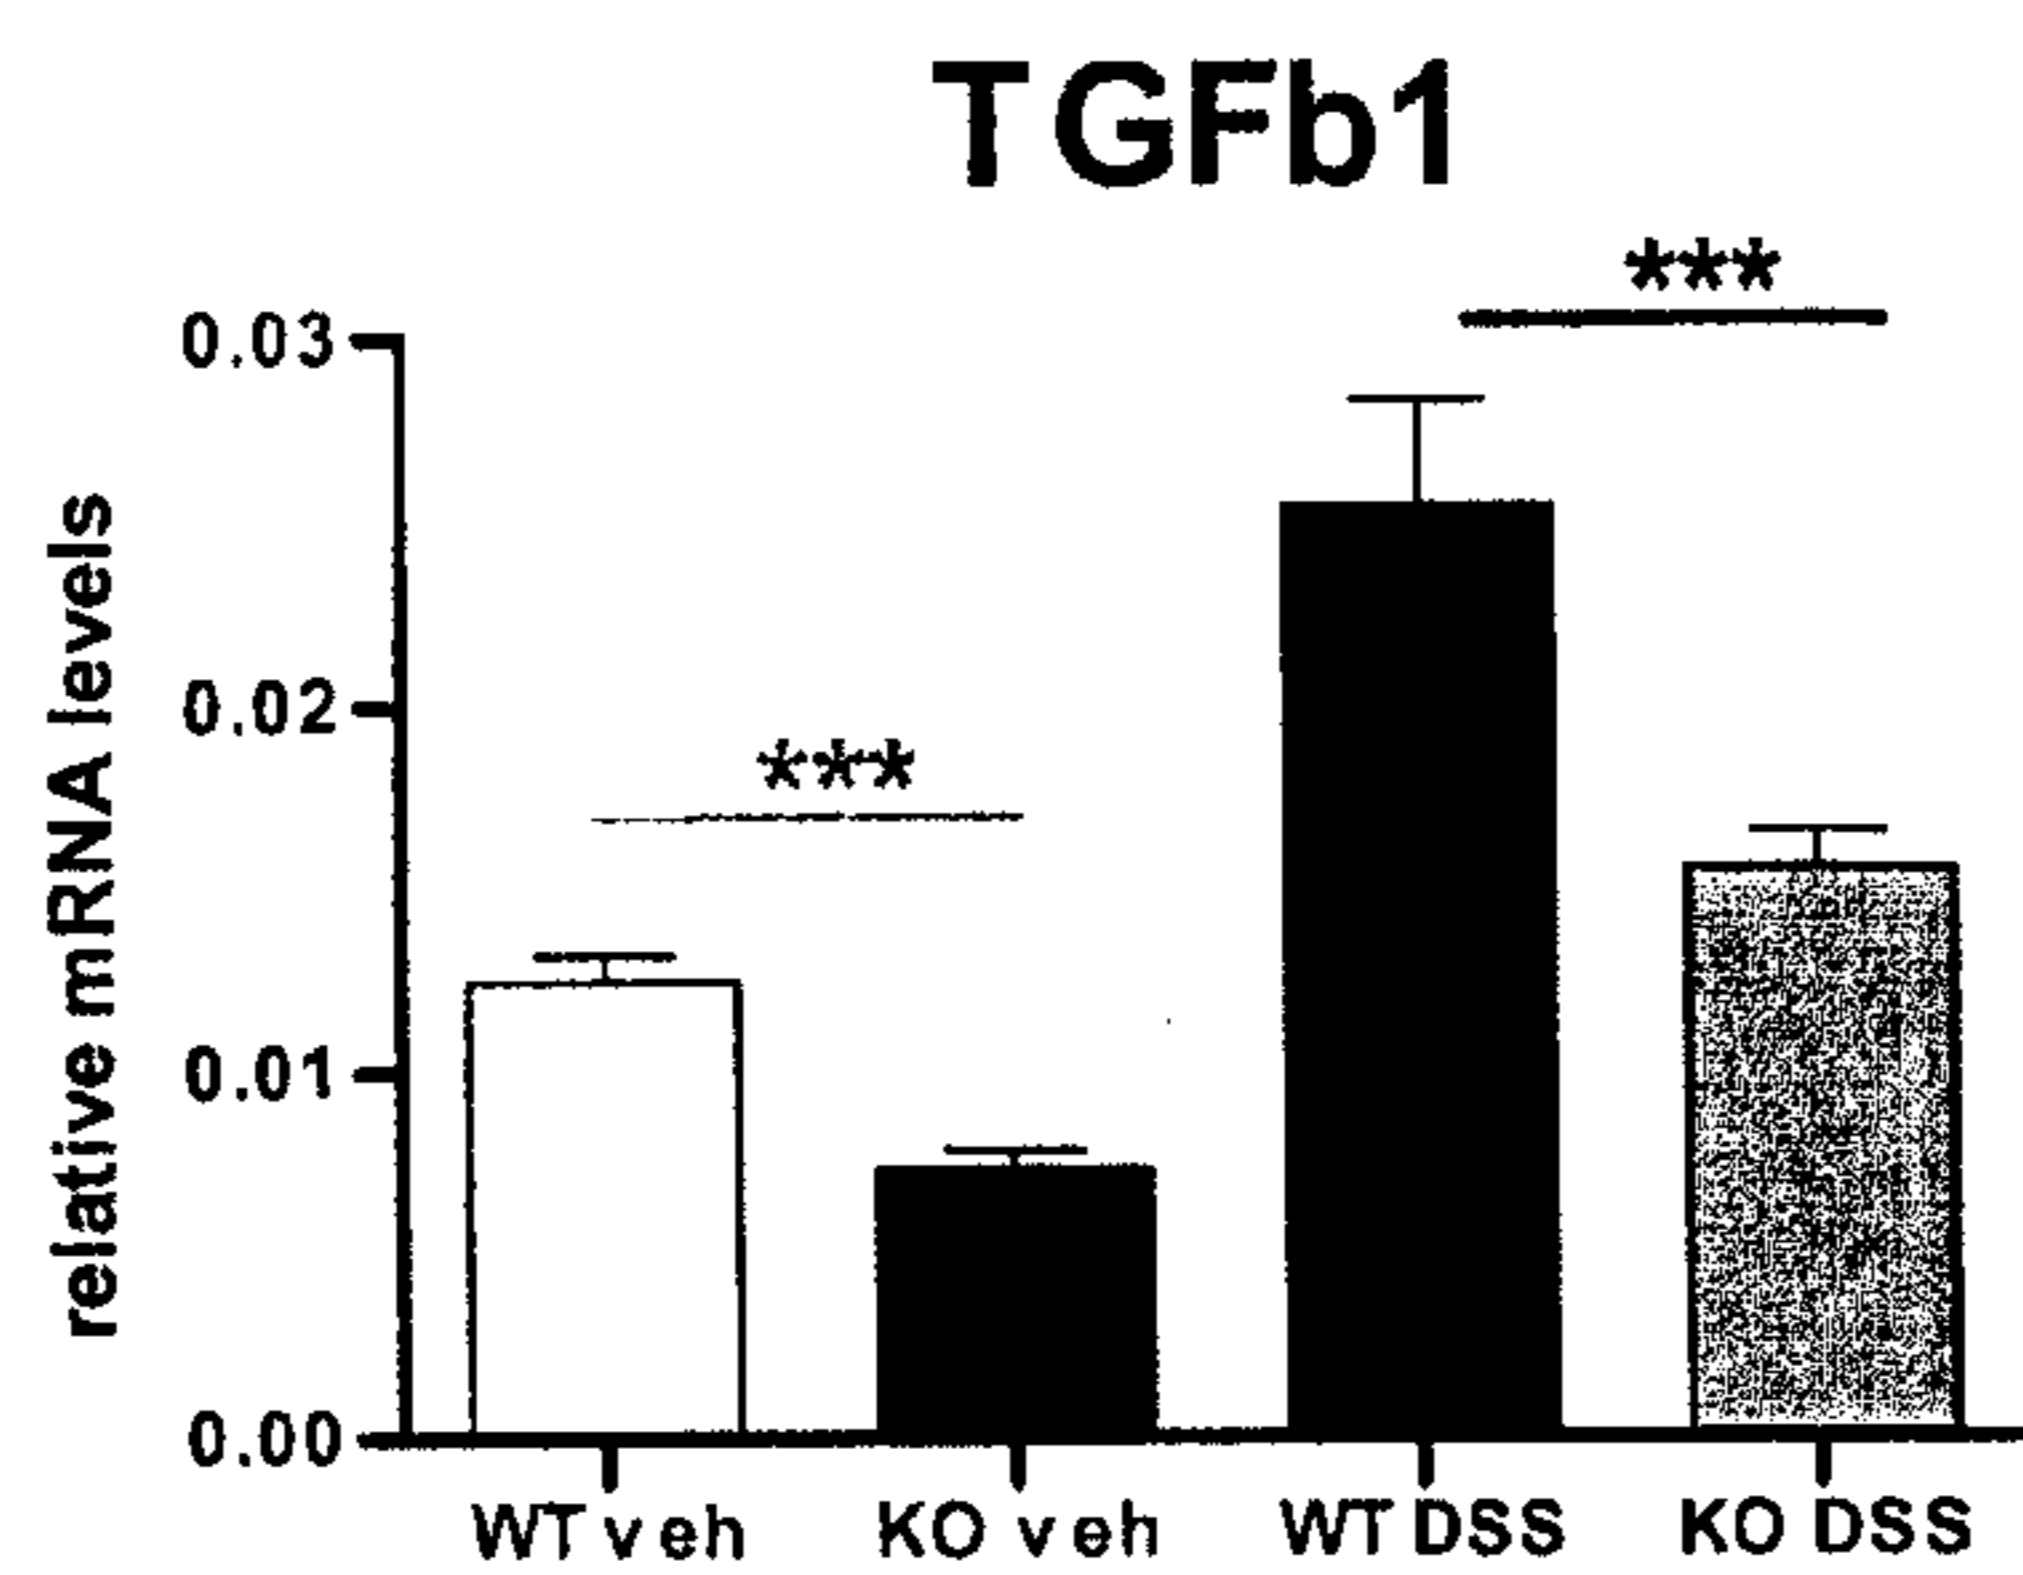 TGFb1
***
0.03
0.02
***
0.01
0.00
relative mRNA levels
WT veh KO veh WT DSS KO DSS